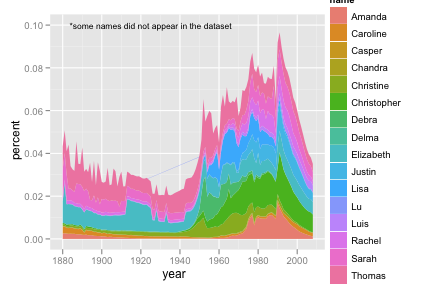 *some names did not appear in the dataset
0.10
0.08
0.06
0.04
0.02
0.00
percent
1880
1900
1920
1940
1960
1980
2000
year
name
Amanda
Caroline
Casper
Chandra
Christine
Christopher
Debra
Delma
Elizabeth
Justin
Lisa
Lu
Luis
Rachel
Sarah
Thomas